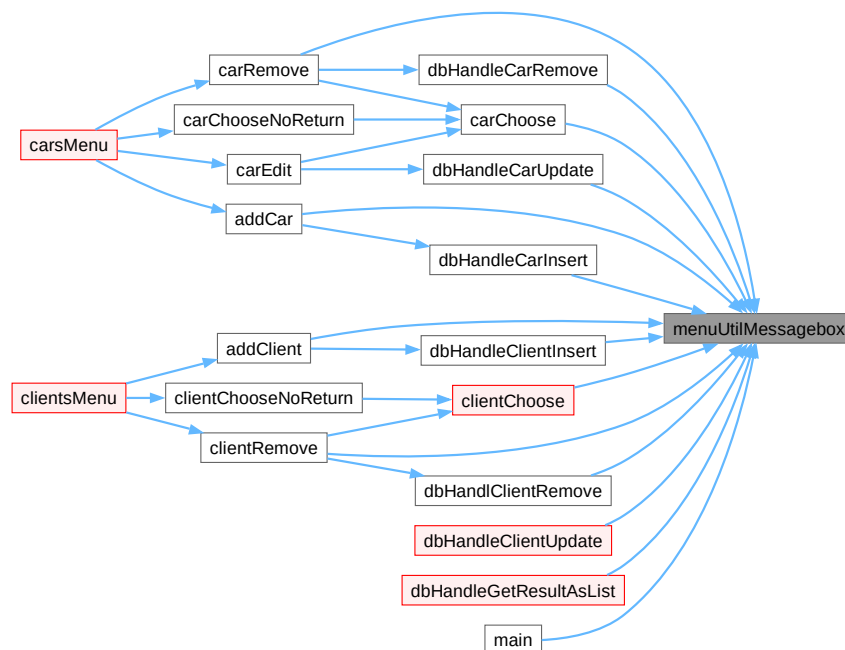 carRemove
dbHandleCarRemove
carChooseNoReturn
carChoose
carsMenu
carEdit
dbHandleCarUpdate
addCar
dbHandleCarInsert
menuUtilMessagebox
addClient
dbHandleClientInsert
clientsMenu
clientChooseNoReturn
clientChoose
clientRemove
dbHandlClientRemove
dbHandleClientUpdate
dbHandleGetResultAsList
main